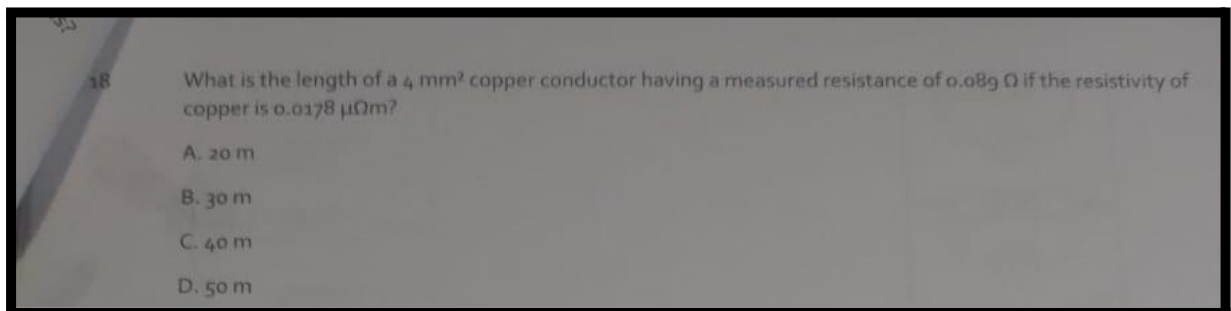 18 What is the length of a 4 mm² copper conductor having a measured resistance of 0.089 Ω if the resistivity of
copper is 0.0178 µΩm?
A. 20 m
B. 30 m
C. 40 m
D. 50 m